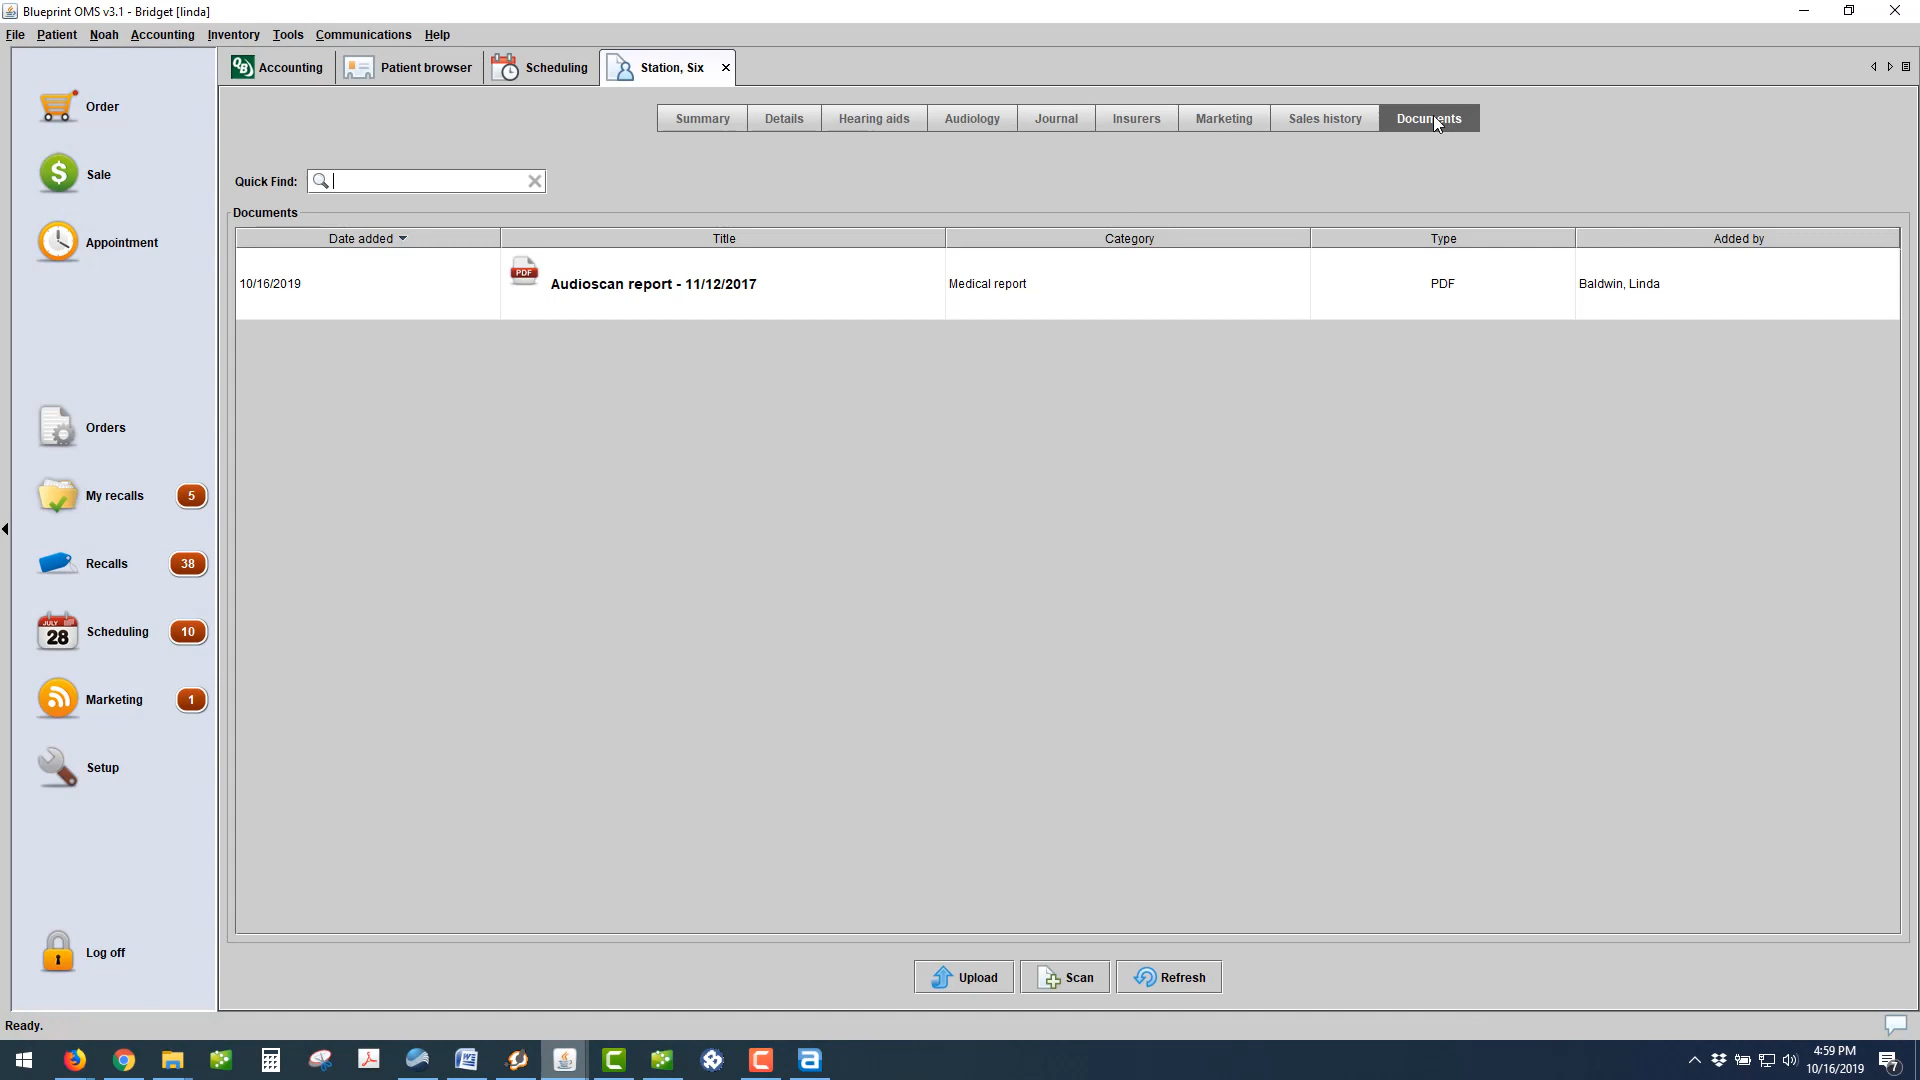 Blueprint OMS v3.1 - Bridget [linda]
File Patient Noah Accounting Inventory Tools Communications Help
QB Accounting Patient browser Scheduling Station, Six
Summary Details Hearing aids Audiology Journal Insurers Marketing Sales history Documents
Order
Sale
Appointment
Orders
My recalls 5
Recalls 38
JULY 28 Scheduling 10
Marketing 1
Setup
Log off
Quick Find:
Documents
Date added Title Category Type Added by
10/16/2019 PDF Audioscan report - 11/12/2017 Medical report PDF Baldwin, Linda
Upload Scan Refresh
Ready.
4:59 PM
10/16/2019
7